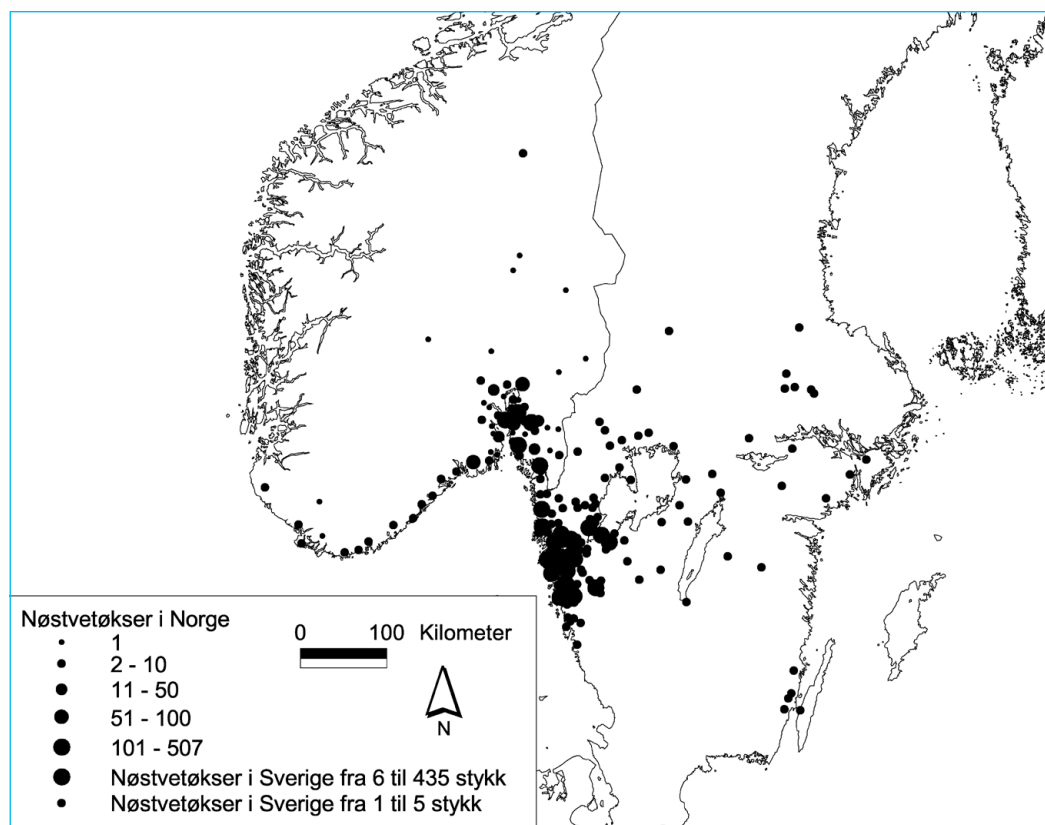 Nøstvetøkser i Norge
1
2 - 10
11 - 50
51 - 100
101 - 507
Nøstvetøkser i Sverige fra 6 til 435 stykk
Nøstvetøkser i Sverige fra 1 til 5 stykk
0 100 Kilometer
N